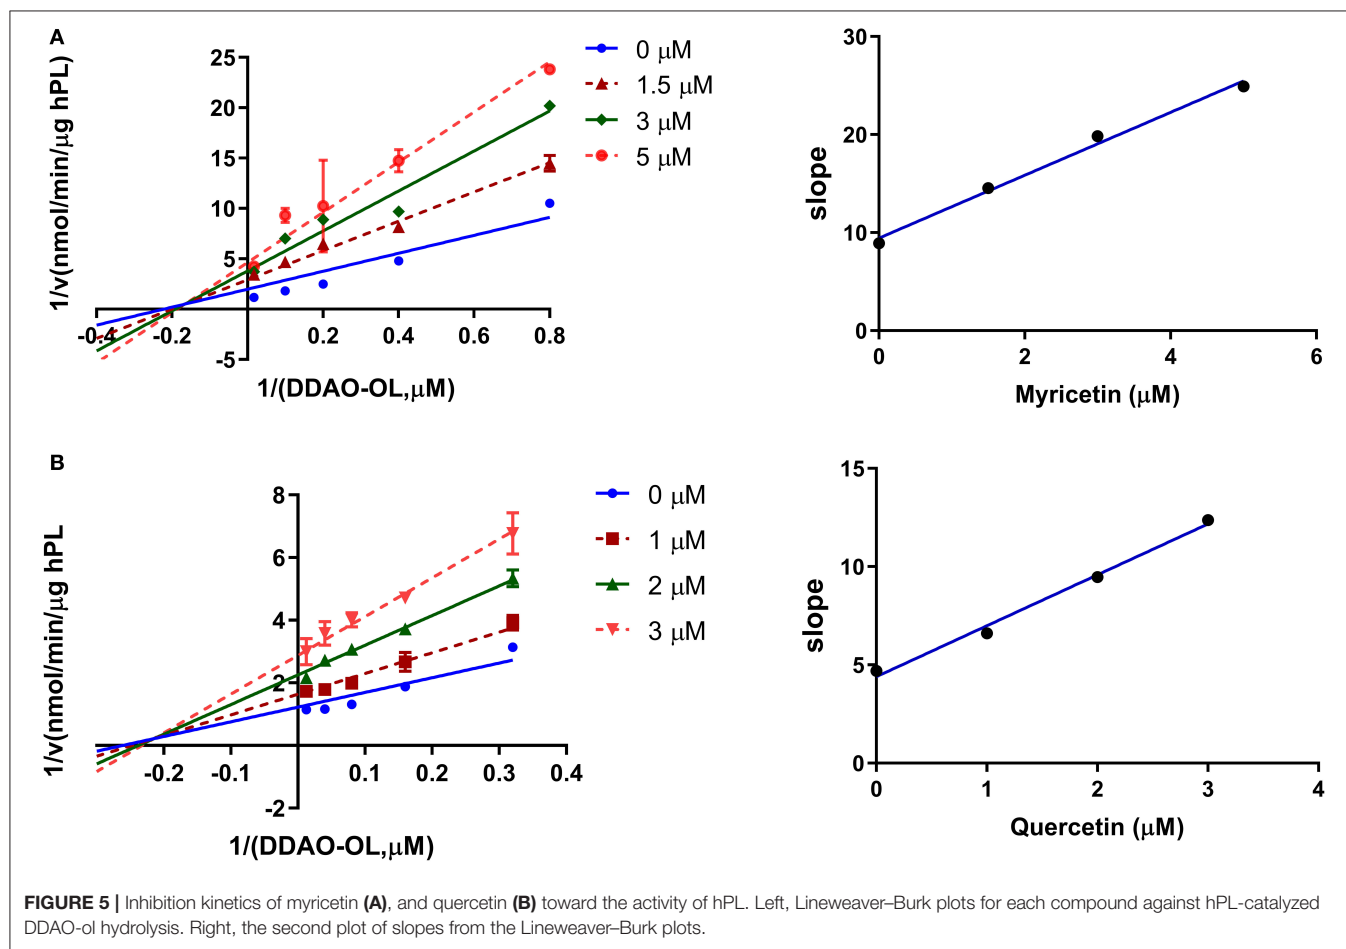 A
1/v(nmol/min/μg hPL)
25
20
15
10
5
-5
-0.4
-0.2
0.2
0.4
0.6
0.8
1/(DDAO-OL,μM)
0 μM
1.5 μM
3 μM
5 μM
slope
30
20
10
0
0
2
4
6
Myricetin (μM)
B
1/v(nmol/min/μg hPL
8
6
4
2
-2
-0.2
-0.1
0.1
0.2
0.3
0.4
1/(DDAO-OL,μM)
0 μM
1 μM
2 μM
3 μM
slope
15
10
5
0
0
1
2
3
4
Quercetin (μM)
FIGURE 5 | Inhibition kinetics of myricetin (A), and quercetin (B) toward the activity of hPL. Left, Lineweaver–Burk plots for each compound against hPL-catalyzed
DDAO-ol hydrolysis. Right, the second plot of slopes from the Lineweaver–Burk plots.